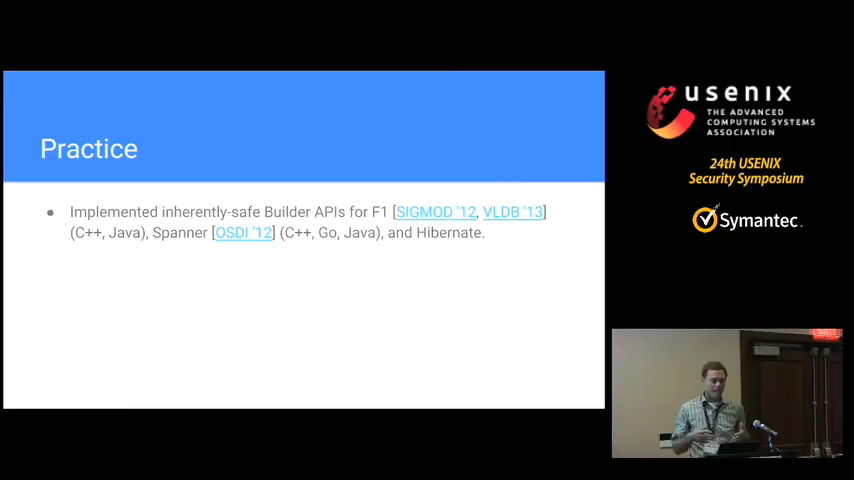 Practice
● Implemented inherently-safe Builder APIs for F1 [SIGMOD '12, VLDB '13]
(C++, Java), Spanner [OSDI '12] (C++, Go, Java), and Hibernate.
usenix
THE ADVANCED
COMPUTING SYSTEMS
ASSOCIATION
24th USENIX
Security Symposium
Symantec.